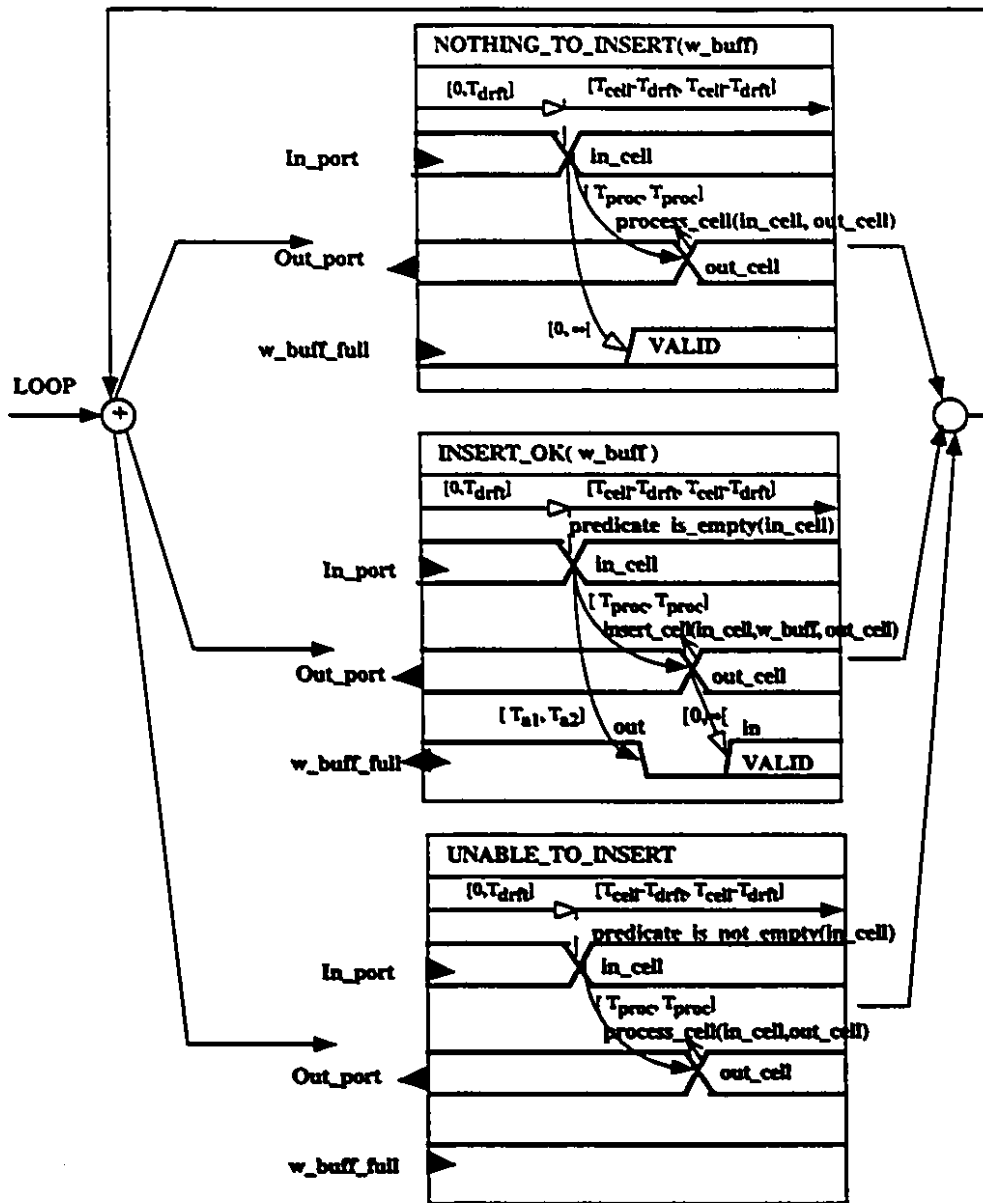 NOTHING_TO_INSERT(w_buff)
[0,Tdrft]
[Tcell-Tdrft, Tcell-Tdrft]
In_port
in_cell
[ Tproc, Tproc]
process_cell(in_cell, out_cell)
Out_port
out_cell
[0, ∞[
w_buff_full
VALID
LOOP
+
INSERT_OK( w_buff )
[0,Tdrft]
[Tcell-Tdrft, Tcell-Tdrft]
predicate is_empty(in_cell)
In_port
in_cell
[ Tproc, Tproc]
insert_cell(in_cell,w_buff,out_cell)
Out_port
out_cell
[ Ta1, Ta2]
out
[0,∞[
in
w_buff_full
VALID
UNABLE_TO_INSERT
[0,Tdrft]
[Tcell-Tdrft, Tcell-Tdrft]
predicate is_not_empty(in_cell)
In_port
in_cell
[ Tproc, Tproc]
process_cell(in_cell,out_cell)
Out_port
out_cell
w_buff_full